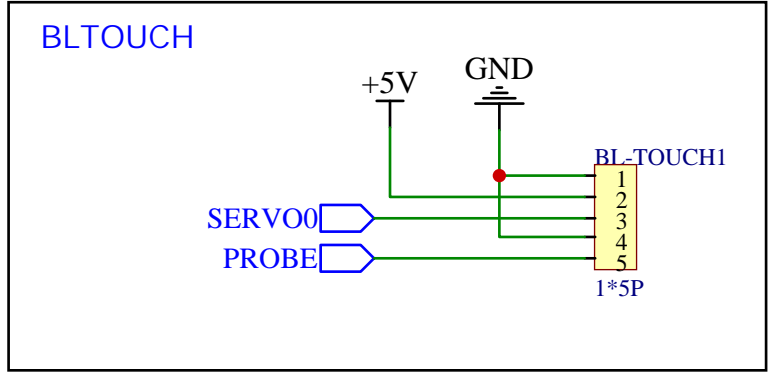 BLTOUCH
GND
+5V
BL-TOUCH1
1
2
SERVO0
3
4
PROBE
5
1*5P